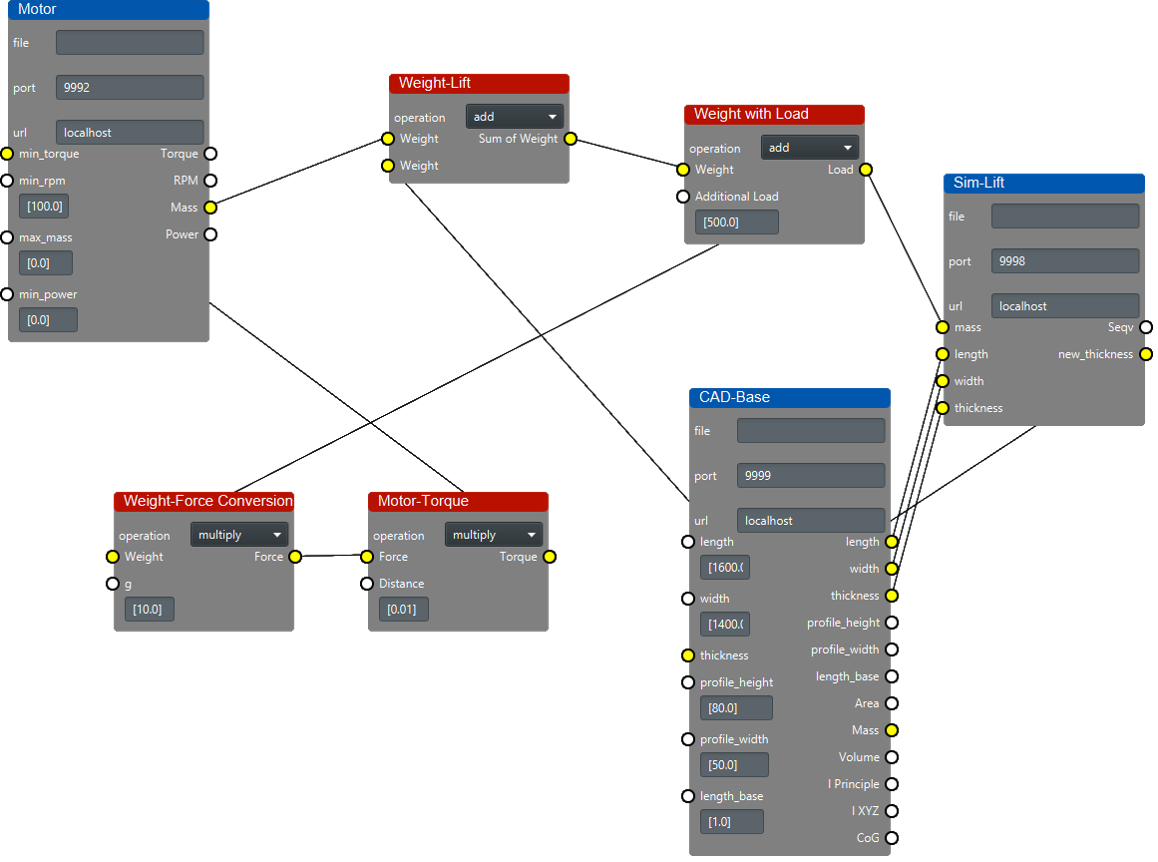 Motor
file
port 9992
url localhost
min_torque Torque
min_rpm RPM
[100.0] Mass
max_mass Power
[0.0]
min_power
[0.0]
Weight-Lift
operation add
Weight Sum of Weight
Weight
Weight with Load
operation add
Weight Load
Additional Load
[500.0]
Sim-Lift
file
port 9998
url localhost
mass Seqv
length new_thickness
width
thickness
Weight-Force Conversion
operation multiply
Weight Force
g
[10.0]
Motor-Torque
operation multiply
Force Torque
Distance
[0.01]
CAD-Base
file
port 9999
url localhost
length length
[1600.( width
width thickness
[1400.( profile_height
thickness profile_width
profile_height length_base
[80.0] Area
profile_width Mass
[50.0] Volume
length_base I Principle
[1.0] I XYZ
CoG